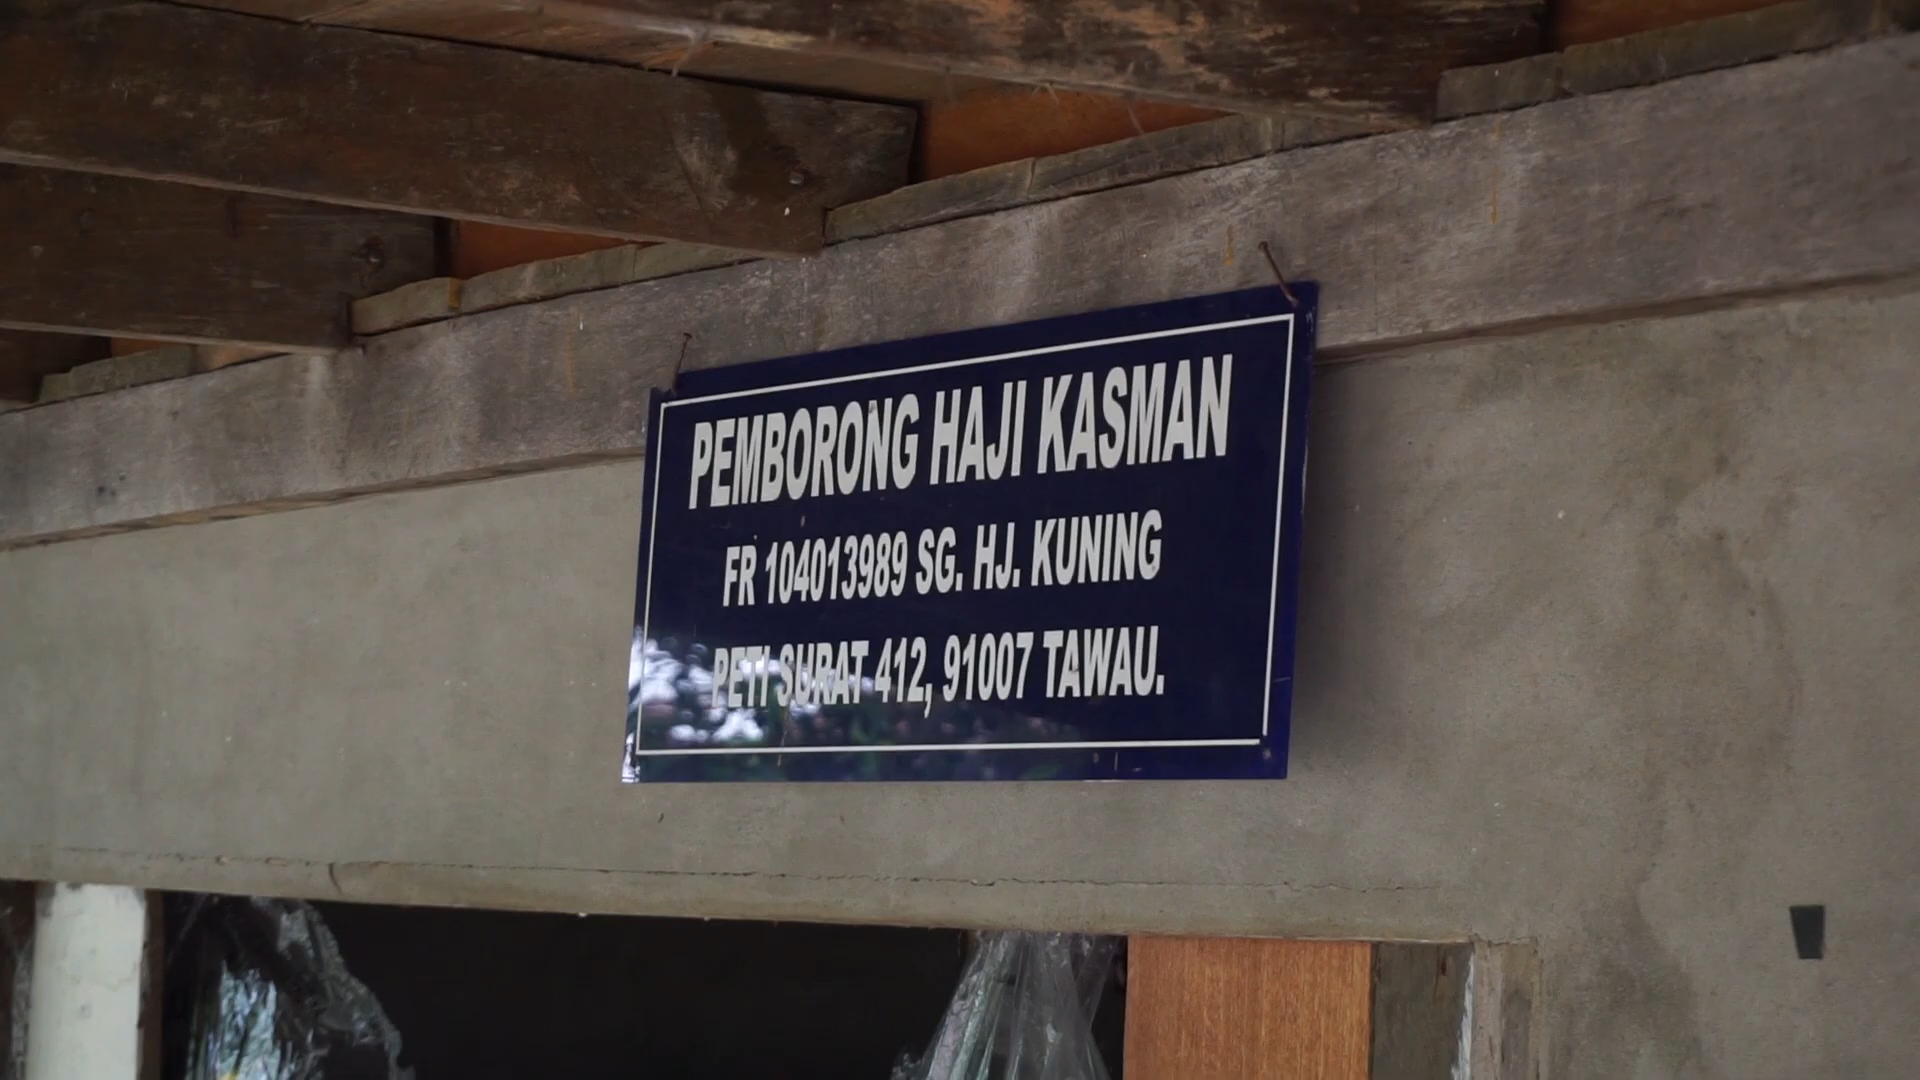 PEMBORONG HAJI KASMAN
FR 104013989 SG. HJ. KUNING
PETI SURAT 412, 91007 TAWAU.